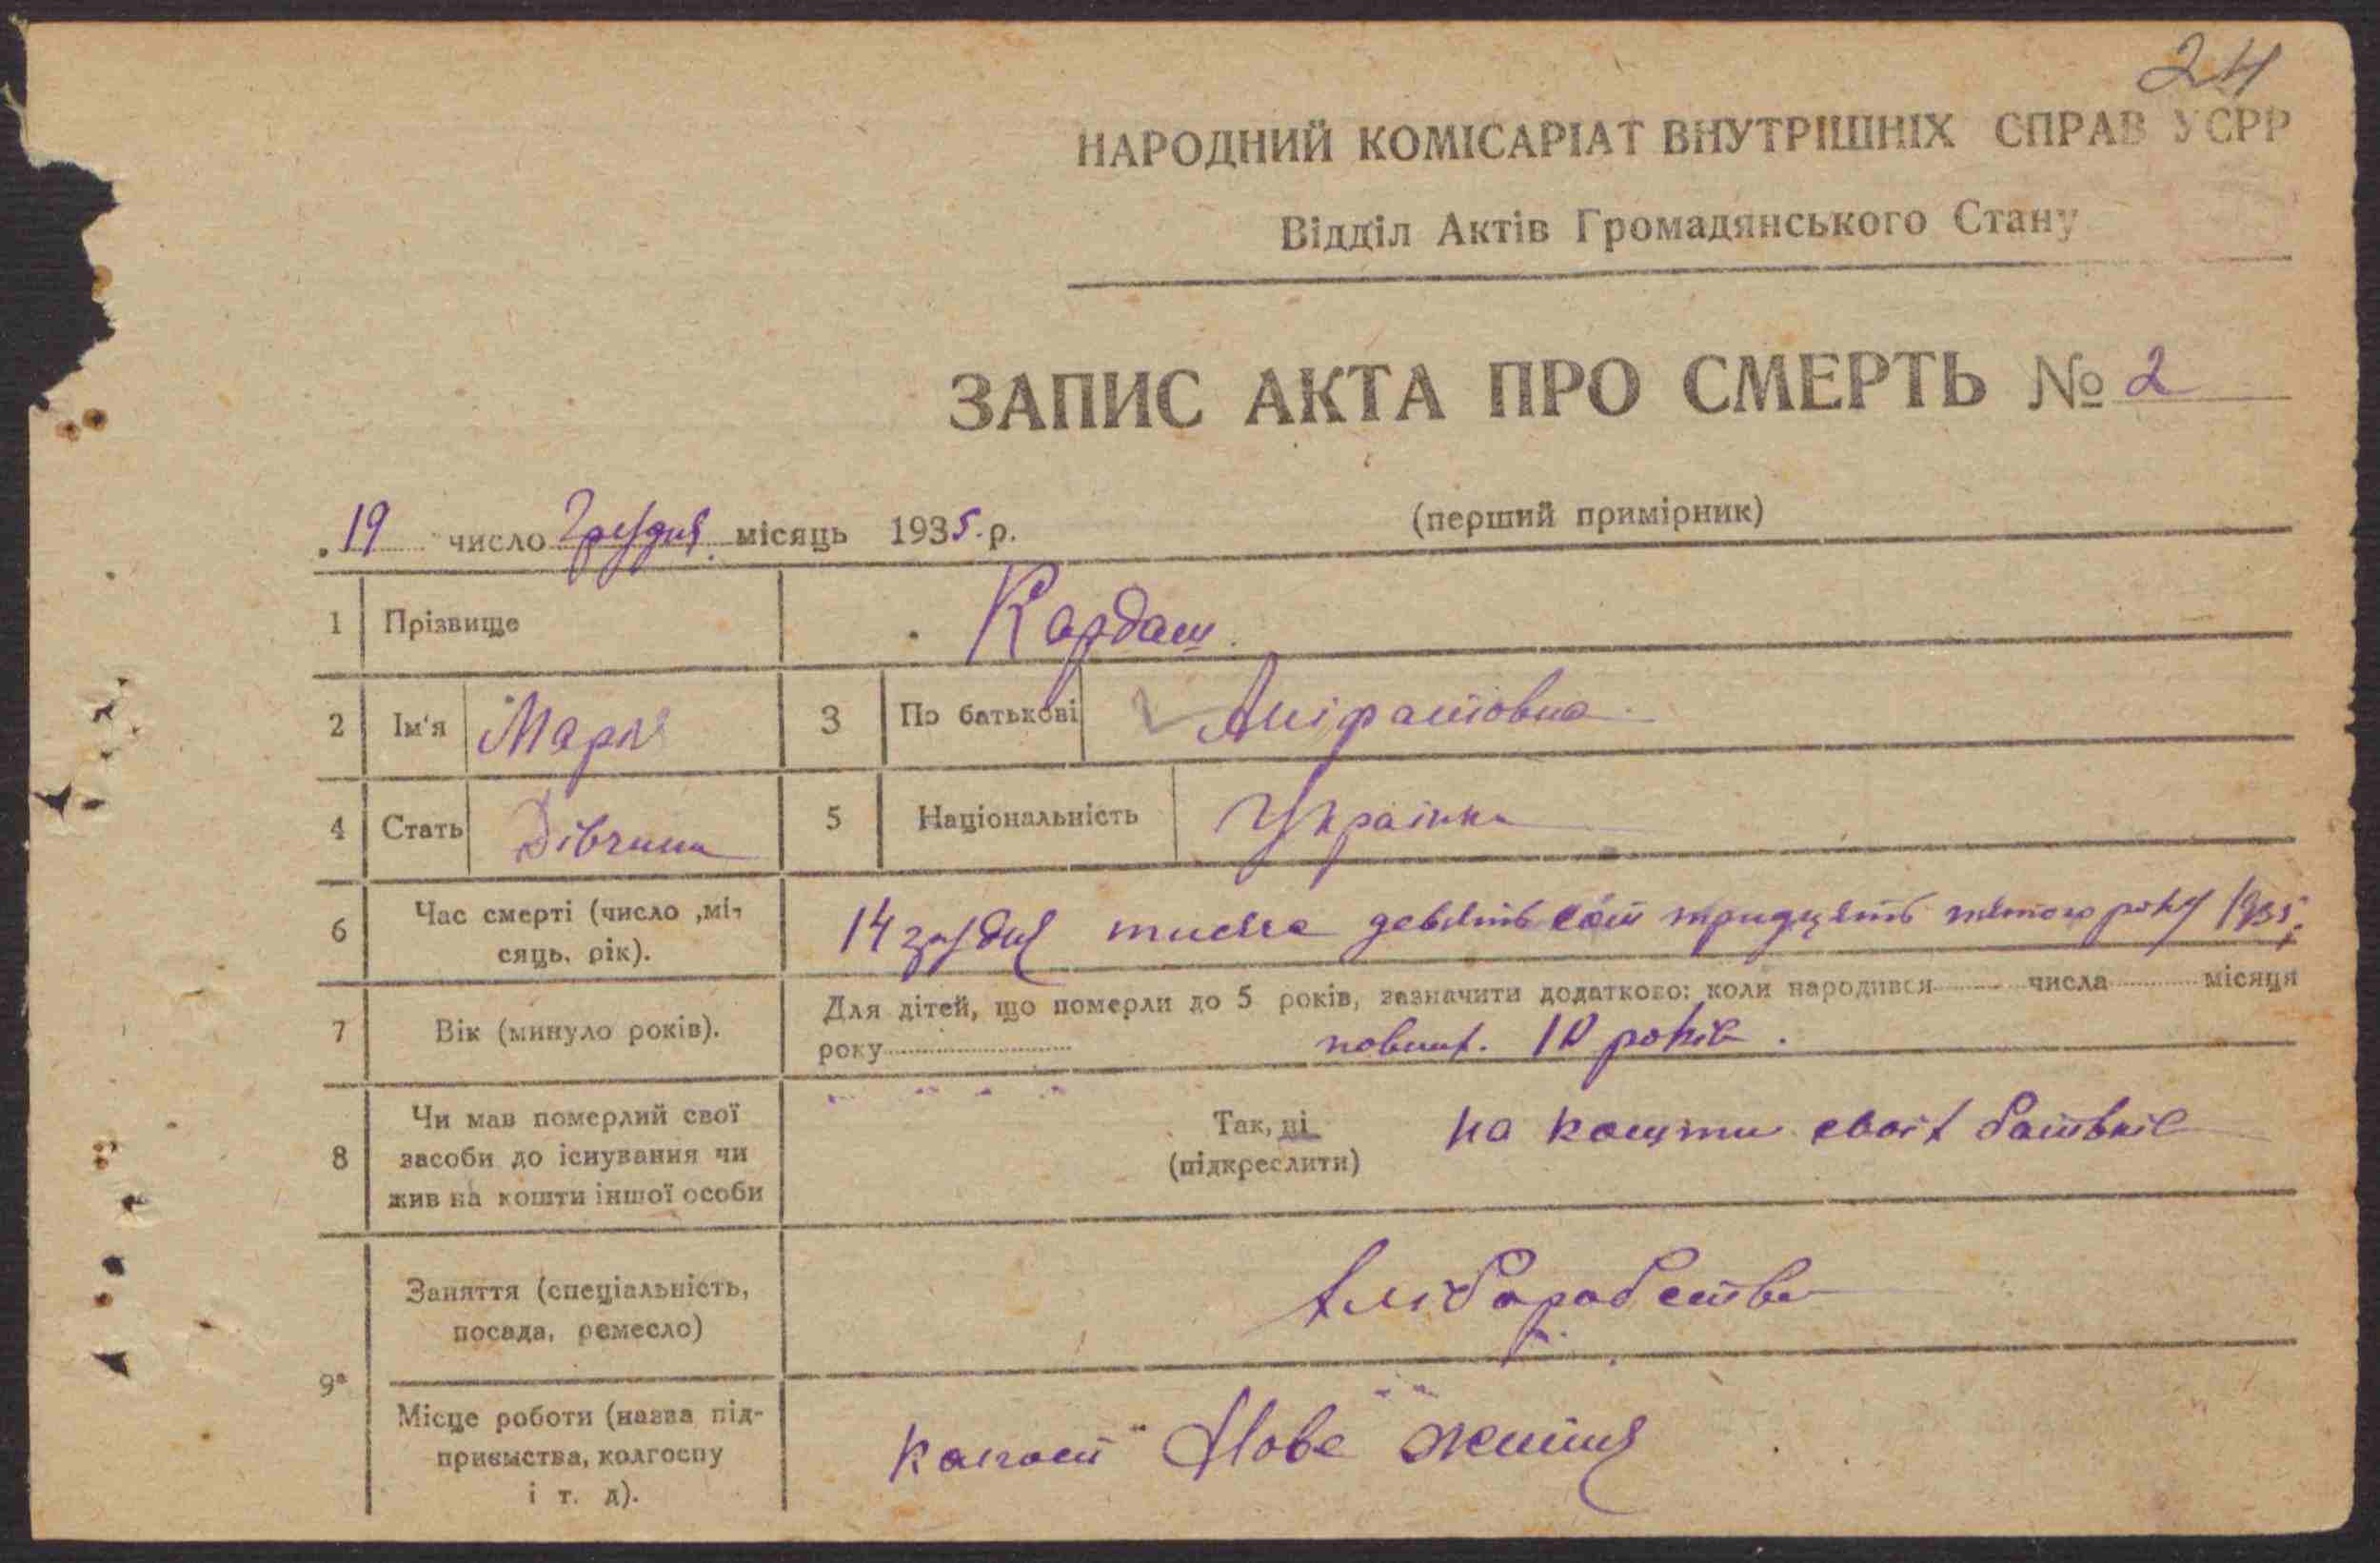 24
НАРОДНИЙ КОМІСАРІАТ ВНУТРІШНІХ СПРАВ УСРР
Відділ Актів Громадянського Стану
ЗАПИС АКТА ПРО СМЕРТЬ № 2
(перший примірник)
19 число Грудня місяць 1935 р.
1 Прізвище Кардаш
2 Ім'я Марія 3 По батькові
4 Стать Дівчина 5 Національність Українка
6 Час смерті (число, місяць, рік). 14 грудня тисяча девятьсот тридцять пятого року 1935
7 Вік (минуло років). Для дітей, що померли до 5 років, зазначити додатково: коли народився числа місяця
року повних 10 років.
8 Чи мав померлий свої
засоби до існування чи
жив на кошти іншої особи
Так, ні на кошти своїх батьків
(підкреслити)
9а Заняття (спеціальність,
посада, ремесло)
Хліборобство
Місце роботи (назва під-
приємства, колгоспу
і т. д).
"Нове життя